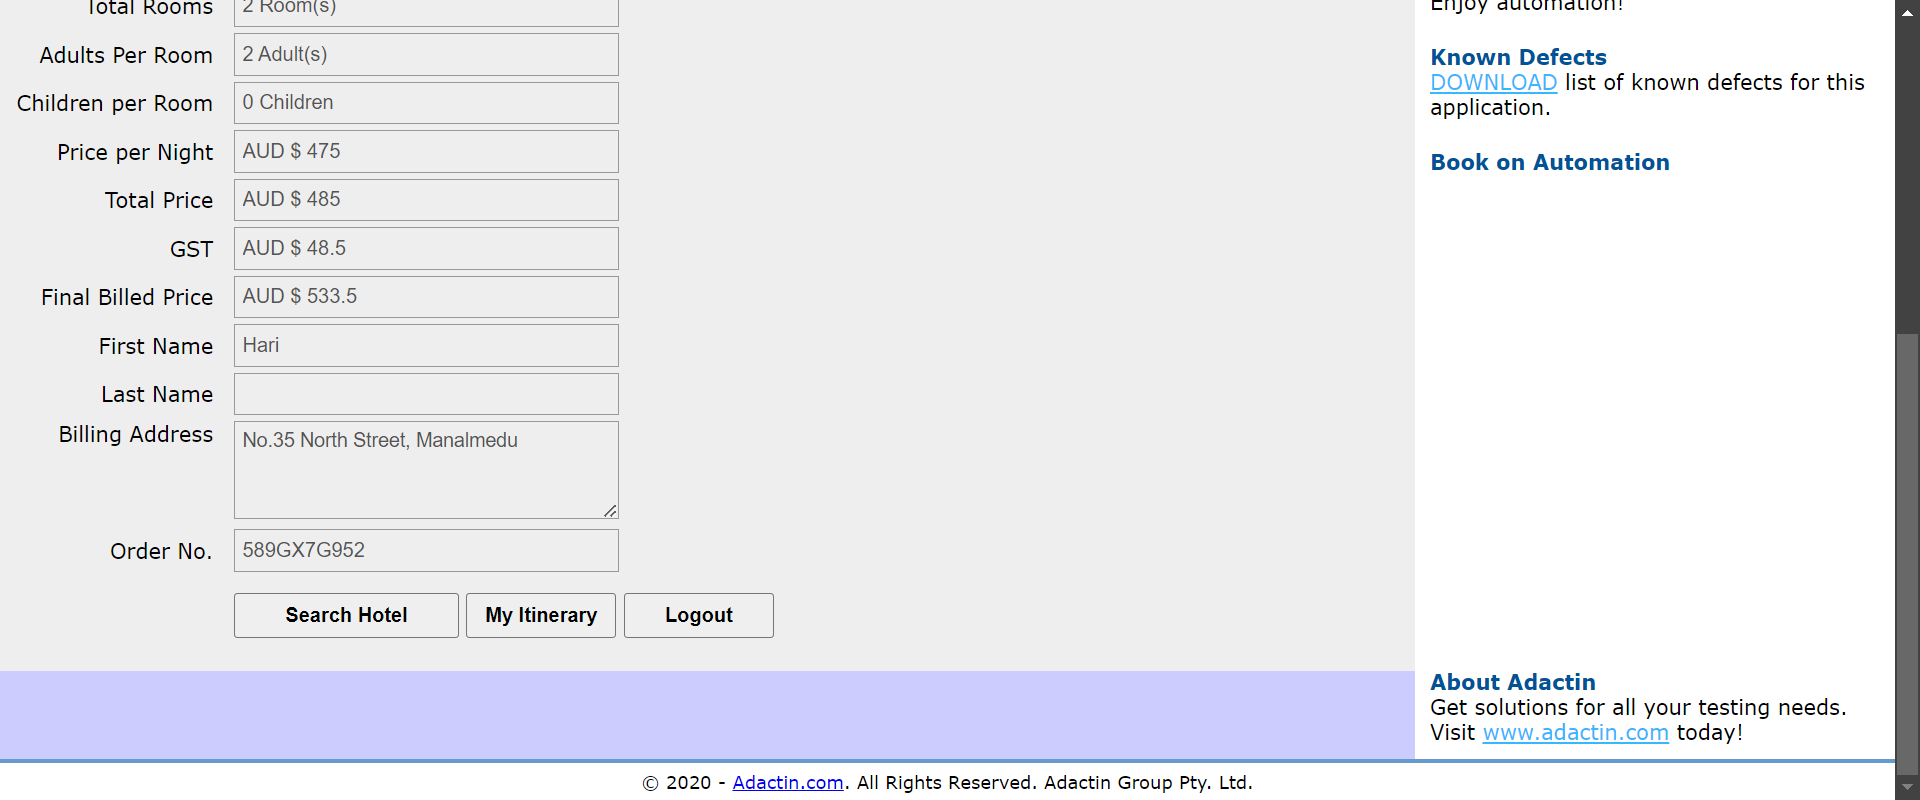 Total Rooms 2 Room(s)
Adults Per Room 2 Adult(s)
Children per Room 0 Children
Price per Night AUD $ 475
Total Price AUD $ 485
GST AUD $ 48.5
Final Billed Price AUD $ 533.5
First Name Hari
Last Name
Billing Address No.35 North Street, Manalmedu
Order No. 589GX7G952
Search Hotel My Itinerary Logout
Enjoy automation!
Known Defects
DOWNLOAD list of known defects for this
application.
Book on Automation
About Adactin
Get solutions for all your testing needs.
Visit www.adactin.com today!
© 2020 - Adactin.com. All Rights Reserved. Adactin Group Pty. Ltd.